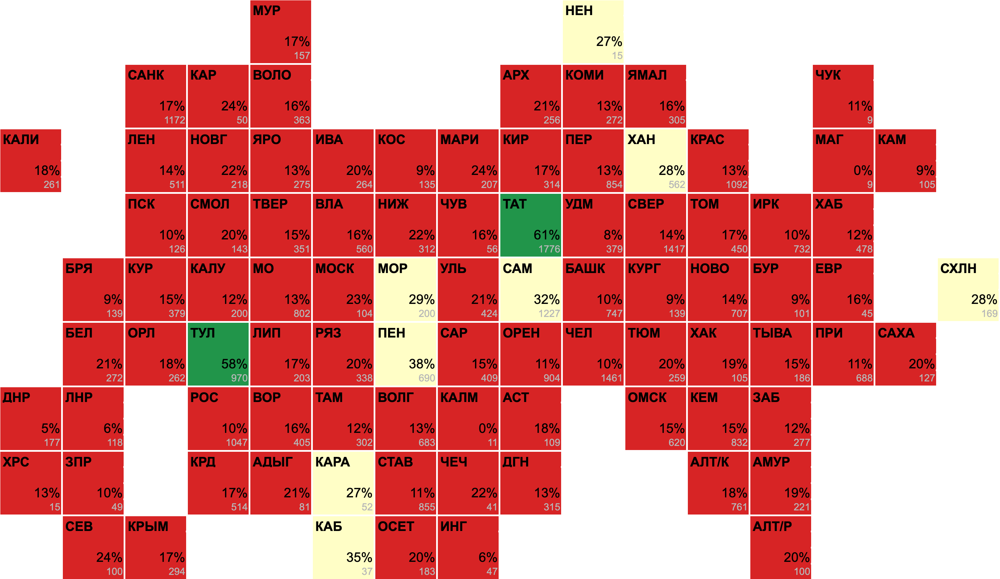 МУР НЕН
17% 27%
157 15
САНК КАР ВОЛО АРХ КОМИ ЯМАЛ ЧУК
17% 24% 16% 21% 13% 16% 11%
1172 50 363 256 272 305 9
КАЛИ ЛЕН НОВГ ЯРО ИВА КОС МАРИ КИР ПЕР ХАН КРАС МАГ КАМ
18% 14% 22% 13% 20% 9% 24% 17% 13% 28% 13% 0% 9%
261 511 218 275 264 135 207 314 854 562 1092 9 105
ПСК СМОЛ ТВЕР ВЛА НИЖ ЧУВ ТАТ УДМ СВЕР ТОМ ИРК ХАБ
10% 20% 15% 16% 22% 16% 61% 8% 14% 17% 10% 12%
126 143 351 560 312 56 1776 379 1417 450 732 478
БРЯ КУР КАЛУ МО МОСК МОР УЛЬ САМ БАШК КУРГ НОВО БУР ЕВР СХЛН
9% 15% 12% 13% 23% 29% 21% 32% 10% 9% 14% 9% 16% 28%
139 379 200 802 104 200 424 1227 747 139 707 101 45 169
БЕЛ ОРЛ ТУЛ ЛИП РЯЗ ПЕН САР ОРЕН ЧЕЛ ТЮМ ХАК ТЫВА ПРИ САХА
21% 18% 58% 17% 20% 38% 15% 11% 10% 20% 19% 15% 11% 20%
272 262 970 203 338 690 409 904 1461 259 105 186 688 127
ДНР ЛНР РОС ВОР ТАМ ВОЛГ КАЛМ АСТ ОМСК КЕМ ЗАБ
5% 6% 10% 16% 12% 13% 0% 18% 15% 15% 12%
177 118 1047 405 302 683 11 109 620 832 277
ХРС ЗПР КРД АДЫГ КАРА СТАВ ЧЕЧ ДГН АЛТ/К АМУР
13% 10% 17% 21% 27% 11% 22% 13% 18% 19%
15 49 514 81 52 855 41 315 761 221
СЕВ КРЫМ КАБ ОСЕТ ИНГ АЛТ/Р
24% 17% 35% 20% 6% 20%
100 294 37 183 47 100